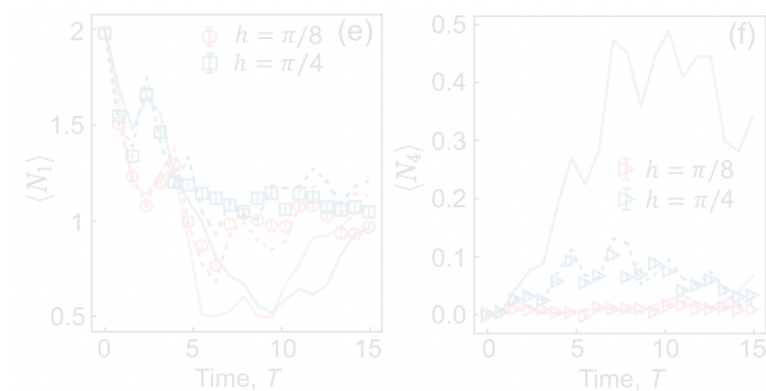 (e)
h = π/8
h = π/4
2
1.5
1
0.5
⟨N₁⟩
0 5 10 15
Time, T
(f)
0.5
0.4
0.3
0.2
0.1
0.0
⟨N₄⟩
h = π/8
h = π/4
0 5 10 15
Time, T